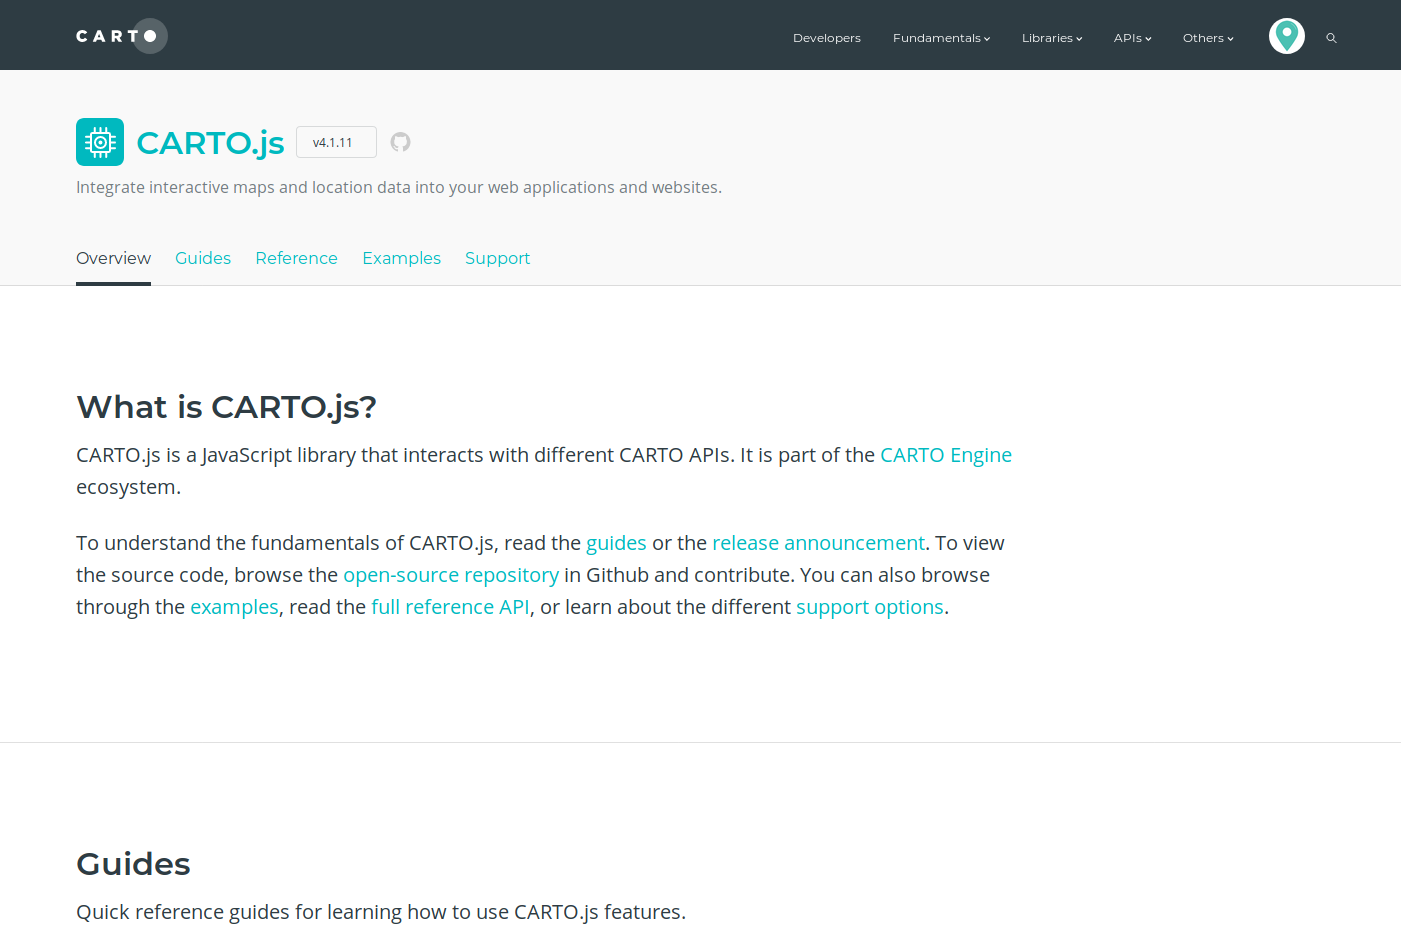 CARTO
Developers
Fundamentals
Libraries
APIs
Others
CARTO.js
v4.1.11
Integrate interactive maps and location data into your web applications and websites.
Overview
Guides
Reference
Examples
Support
What is CARTO.js?
CARTO.js is a JavaScript library that interacts with different CARTO APIs. It is part of the CARTO Engine
ecosystem.
To understand the fundamentals of CARTO.js, read the guides or the release announcement. To view
the source code, browse the open-source repository in Github and contribute. You can also browse
through the examples, read the full reference API, or learn about the different support options.
Guides
Quick reference guides for learning how to use CARTO.js features.